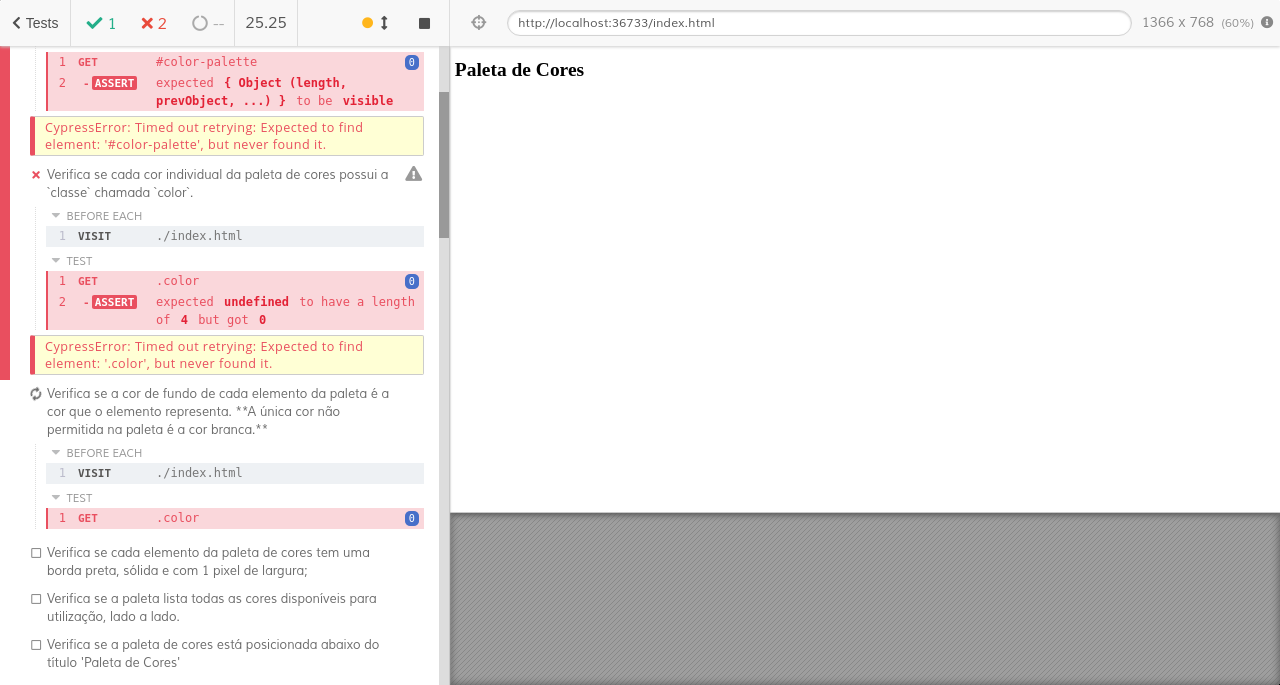 Tests 1 2 -- 25.25
http://localhost:36733/index.html 1366 x 768 (60%)
1 GET #color-palette 0
2 -ASSERT expected { Object (length,
prevObject, ...) } to be visible
CypressError: Timed out retrying: Expected to find
element: '#color-palette', but never found it.
Verifica se cada cor individual da paleta de cores possui a
`classe` chamada `color`.
BEFORE EACH
1 VISIT ./index.html
TEST
1 GET .color 0
2 -ASSERT expected undefined to have a length
of 4 but got 0
CypressError: Timed out retrying: Expected to find
element: '.color', but never found it.
Verifica se a cor de fundo de cada elemento da paleta é a
cor que o elemento representa. **A única cor não
permitida na paleta é a cor branca.**
BEFORE EACH
1 VISIT ./index.html
TEST
1 GET .color 0
Verifica se cada elemento da paleta de cores tem uma
borda preta, sólida e com 1 pixel de largura;
Verifica se a paleta lista todas as cores disponíveis para
utilização, lado a lado.
Verifica se a paleta de cores está posicionada abaixo do
título 'Paleta de Cores'
Paleta de Cores